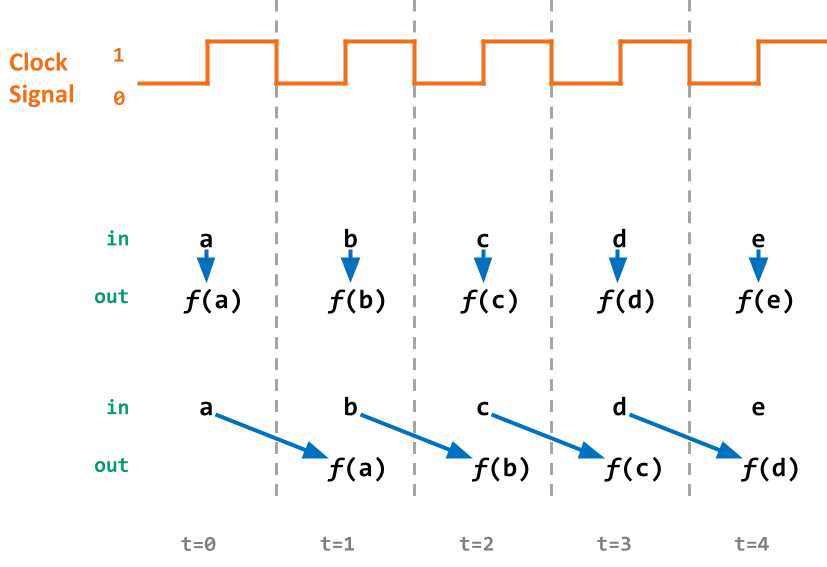 Clock
Signal
1
0
in a b c d e
out f(a) f(b) f(c) f(d) f(e)
in a b c d e
out f(a) f(b) f(c) f(d)
t=0 t=1 t=2 t=3 t=4